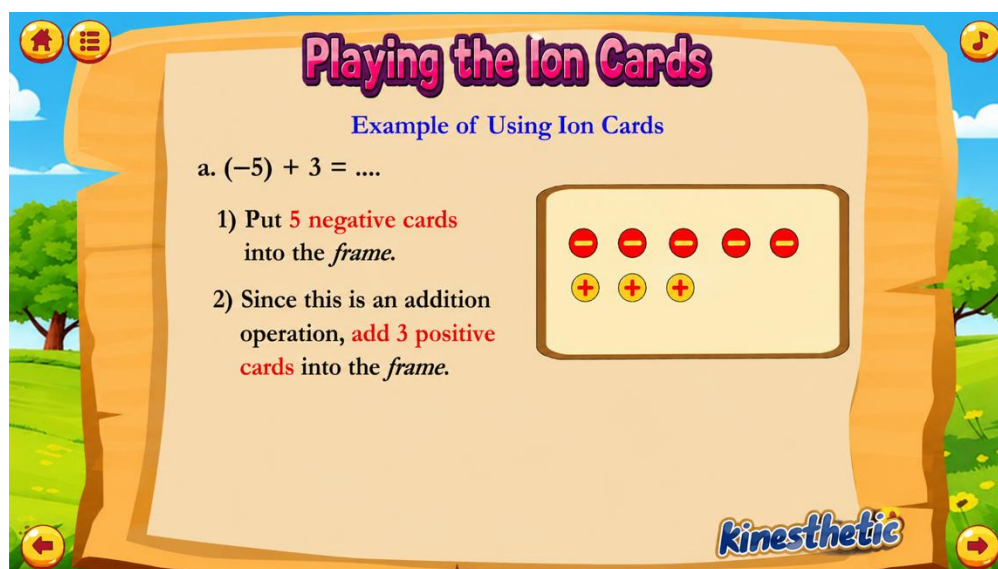 Playing the Ion Cards
Example of Using Ion Cards
a. (−5) + 3 = ....
1) Put 5 negative cards
into the frame.
2) Since this is an addition
operation, add 3 positive
cards into the frame.
− − − − −
+ + +
kinesthetic